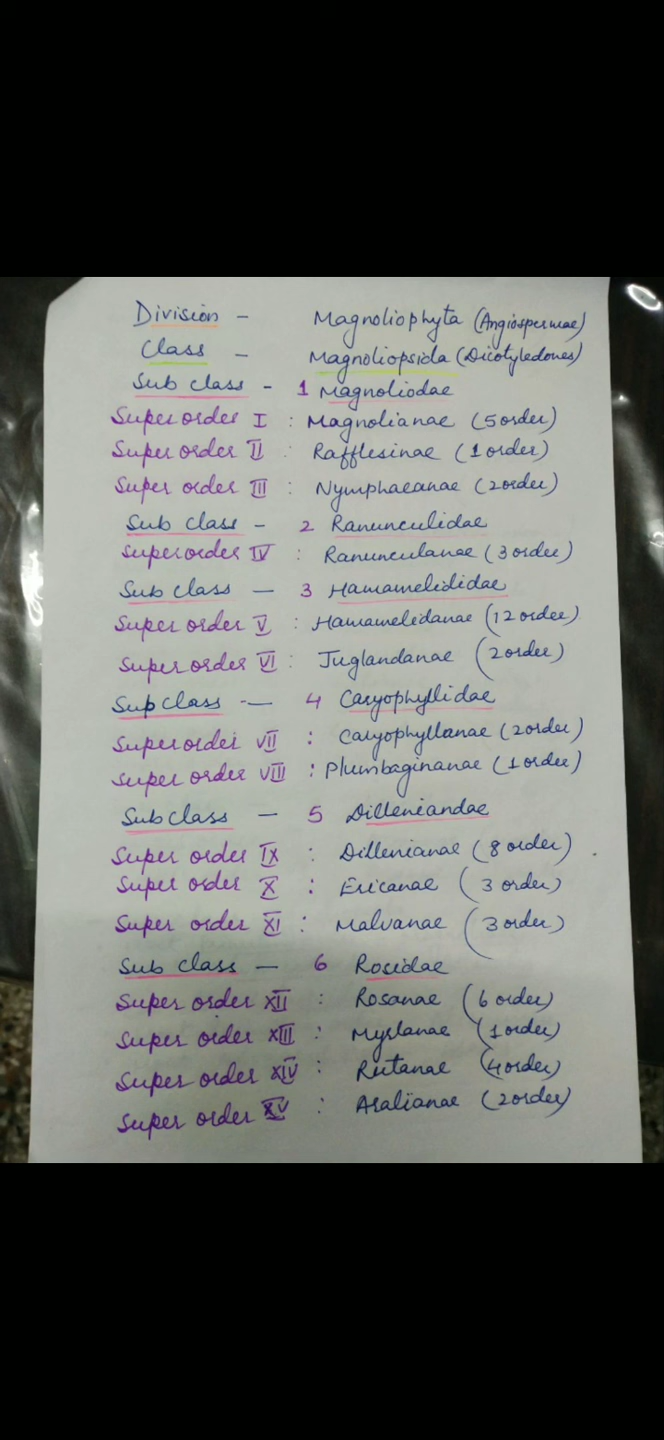 Division - Magnoliophyta (Angiospermae)
Class - Magnoliopsida (Dicotyledones)
Sub class - 1 Magnoliodae
Super order I : Magnolianae (5 order)
Super order II : Rafflesinae (1 order)
Super order III : Nymphaeanae (2 order)
Sub class - 2 Ranunculidae
Superorder IV : Ranunculanae (3 order)
Sub class — 3 Hamamelididae
Super order V : Hamamelidanae (12 order)
Super order VI : Juglandanae (2 order)
Sub class — 4 Caryophyllidae
Super order VII : Caryophyllanae (2 order)
Super order VIII : Plumbaginanae (1 order)
Sub class — 5 Dilleniandae
Super order IX : Dillenianae (8 order)
Super order X : Ericanae (3 order)
Super order XI : Malvanae (3 order)
Sub class — 6 Rosidae
Super order XII : Rosanae (6 order)
Super order XIII : Myrlanae (1 order)
Super order XIV : Rutanae (4 order)
Super order XV : Aralianae (2 order)